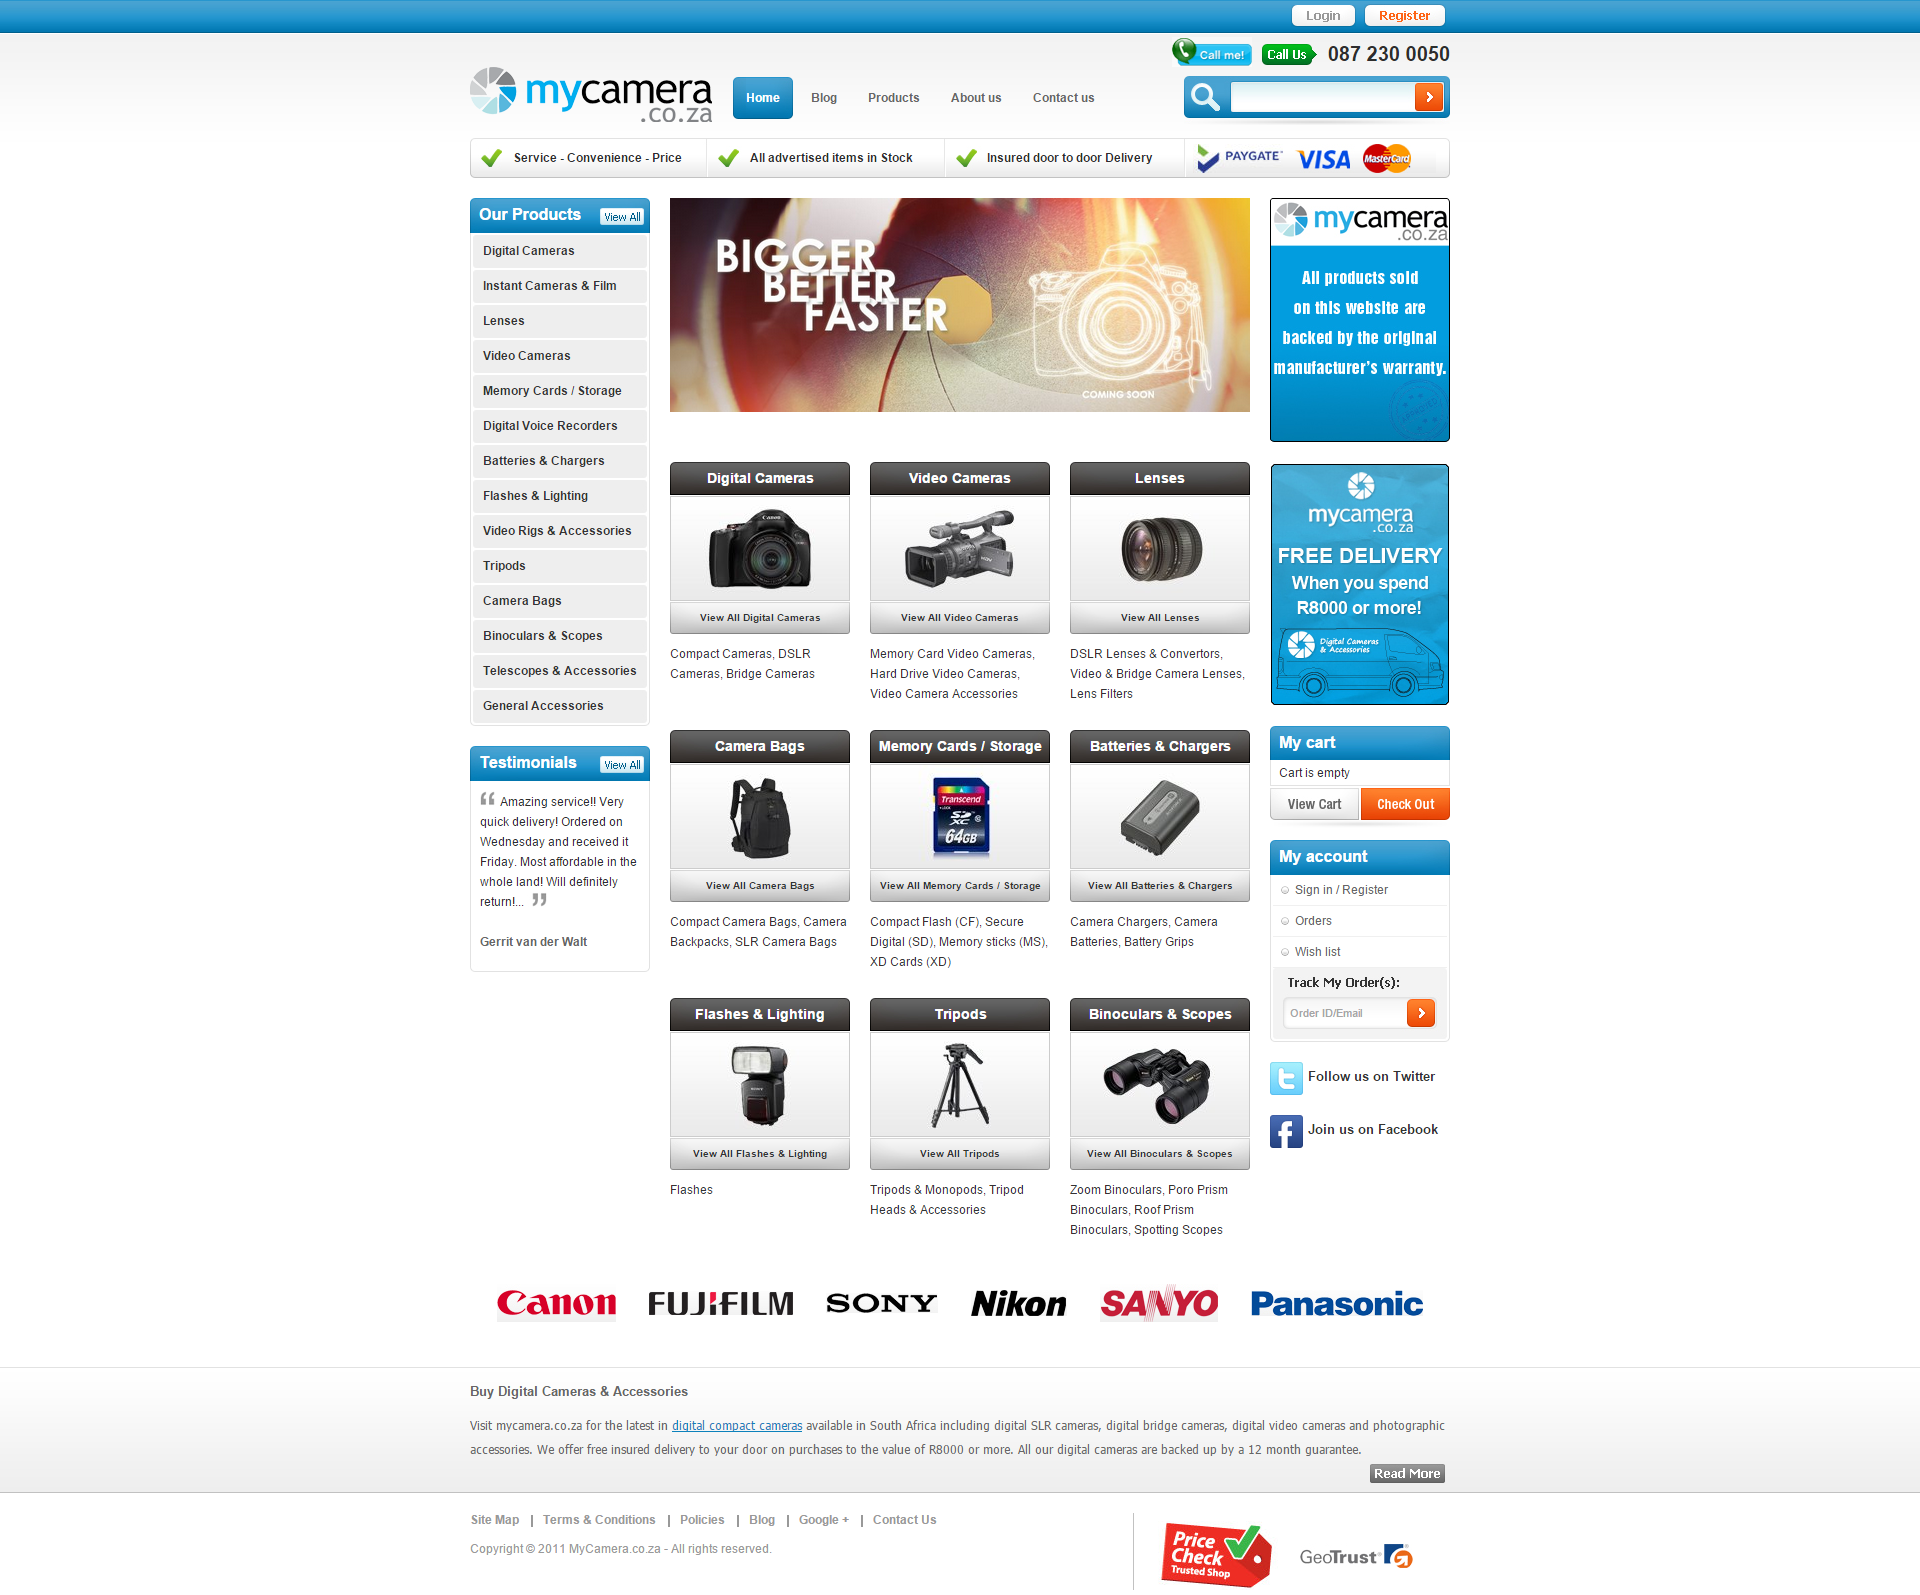 Login
Register
Call me!
Call Us
087 230 0050
mycamera
.co.za
Home
Blog
Products
About us
Contact us
Service - Convenience - Price
All advertised items in Stock
Insured door to door Delivery
PAYGATE
VISA
MasterCard
Our Products
View All
Digital Cameras
Instant Cameras & Film
Lenses
Video Cameras
Memory Cards / Storage
Digital Voice Recorders
Batteries & Chargers
Flashes & Lighting
Video Rigs & Accessories
Tripods
Camera Bags
Binoculars & Scopes
Telescopes & Accessories
General Accessories
Testimonials
View All
Amazing service!! Very
quick delivery! Ordered on
Wednesday and received it
Friday. Most affordable in the
whole land! Will definitely
return!...
Gerrit van der Walt
BIGGER
BETTER
FASTER
COMING SOON
Digital Cameras
Canon
View All Digital Cameras
Compact Cameras, DSLR
Cameras, Bridge Cameras
Video Cameras
View All Video Cameras
Memory Card Video Cameras,
Hard Drive Video Cameras,
Video Camera Accessories
Lenses
View All Lenses
DSLR Lenses & Convertors,
Video & Bridge Camera Lenses,
Lens Filters
Camera Bags
View All Camera Bags
Compact Camera Bags, Camera
Backpacks, SLR Camera Bags
Memory Cards / Storage
Transcend
LOCK
SD
XC
64GB
View All Memory Cards / Storage
Compact Flash (CF), Secure
Digital (SD), Memory sticks (MS),
XD Cards (XD)
Batteries & Chargers
View All Batteries & Chargers
Camera Chargers, Camera
Batteries, Battery Grips
Flashes & Lighting
SONY
View All Flashes & Lighting
Flashes
Tripods
View All Tripods
Tripods & Monopods, Tripod
Heads & Accessories
Binoculars & Scopes
View All Binoculars & Scopes
Zoom Binoculars, Poro Prism
Binoculars, Roof Prism
Binoculars, Spotting Scopes
mycamera
.co.za
All products sold
on this website are
backed by the original
manufacturer's warranty.
mycamera
.co.za
FREE DELIVERY
When you spend
R8000 or more!
Digital Cameras
& Accessories
My cart
Cart is empty
View Cart
Check Out
My account
Sign in / Register
Orders
Wish list
Track My Order(s):
Order ID/Email
Follow us on Twitter
Join us on Facebook
Canon
FUJIFILM
SONY
Nikon
SANYO
Panasonic
Buy Digital Cameras & Accessories
Visit mycamera.co.za for the latest in digital compact cameras available in South Africa including digital SLR cameras, digital bridge cameras, digital video cameras and photographic
accessories. We offer free insured delivery to your door on purchases to the value of R8000 or more. All our digital cameras are backed up by a 12 month guarantee.
Read More
Site Map | Terms & Conditions | Policies | Blog | Google + | Contact Us
Copyright © 2011 MyCamera.co.za - All rights reserved.
Price
Check
Trusted Shop
GeoTrust